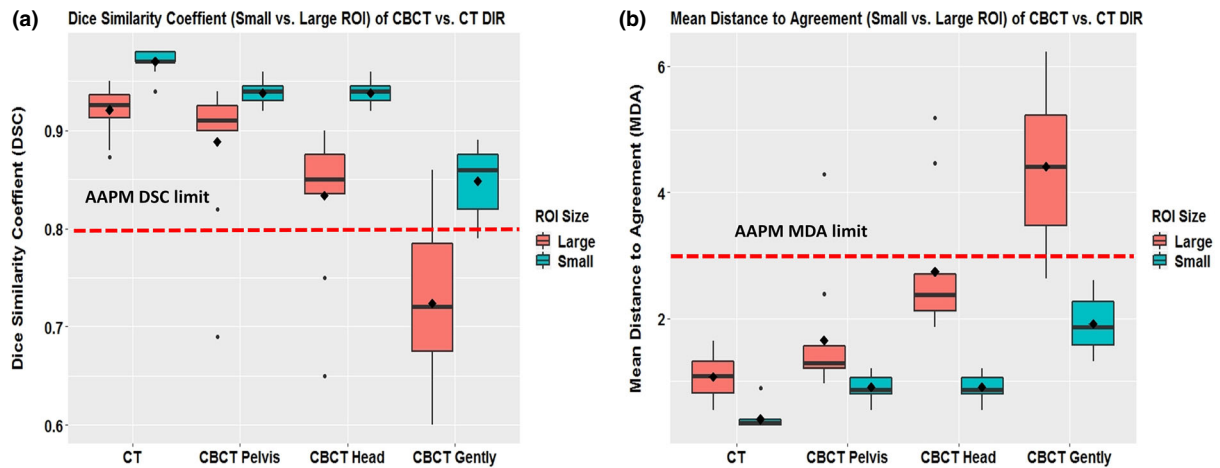 (a)
Dice Similarity Coeffient (Small vs. Large ROI) of CBCT vs. CT DIR
Dice Similarity Coeffient (DSC)
0.9
0.8
0.7
0.6
AAPM DSC limit
CT
CBCT Pelvis
CBCT Head
CBCT Gently
ROI Size
Large
Small
(b)
Mean Distance to Agreement (Small vs. Large ROI) of CBCT vs. CT DIR
Mean Distance to Agreement (MDA)
6
4
2
AAPM MDA limit
CT
CBCT Pelvis
CBCT Head
CBCT Gently
ROI Size
Large
Small